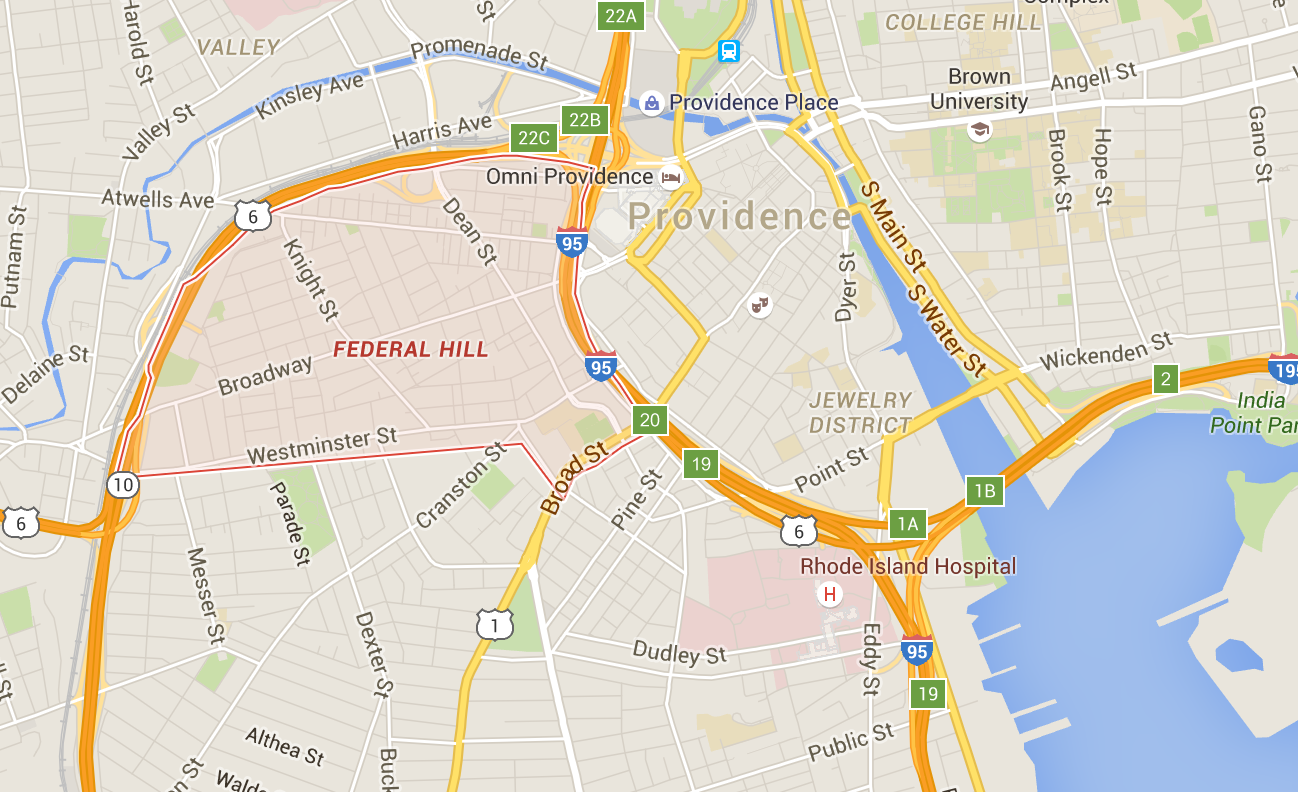 22A
COLLEGE HILL
Harold St
VALLEY
Promenade St
Brown
University
Angell St
Kinsley Ave
Providence Place
Valley St
Harris Ave
22B
22C
Gano St
Brook St
Hope St
Omni Providence
Atwells Ave
6
Dean St
95
Providence
S Main St
Putnam St
Knight St
Dyer St
S Water St
FEDERAL HILL
95
Wickenden St
195
2
Delaine St
Broadway
JEWELRY
DISTRICT
India
Point Par
20
Westminster St
19
Point St
10
Cranston St
Broad St
Pine St
1B
6
Parade St
6
1A
Rhode Island Hospital
H
Messer St
1
Dexter St
Dudley St
Eddy St
95
19
Althea St
Public St
Buck